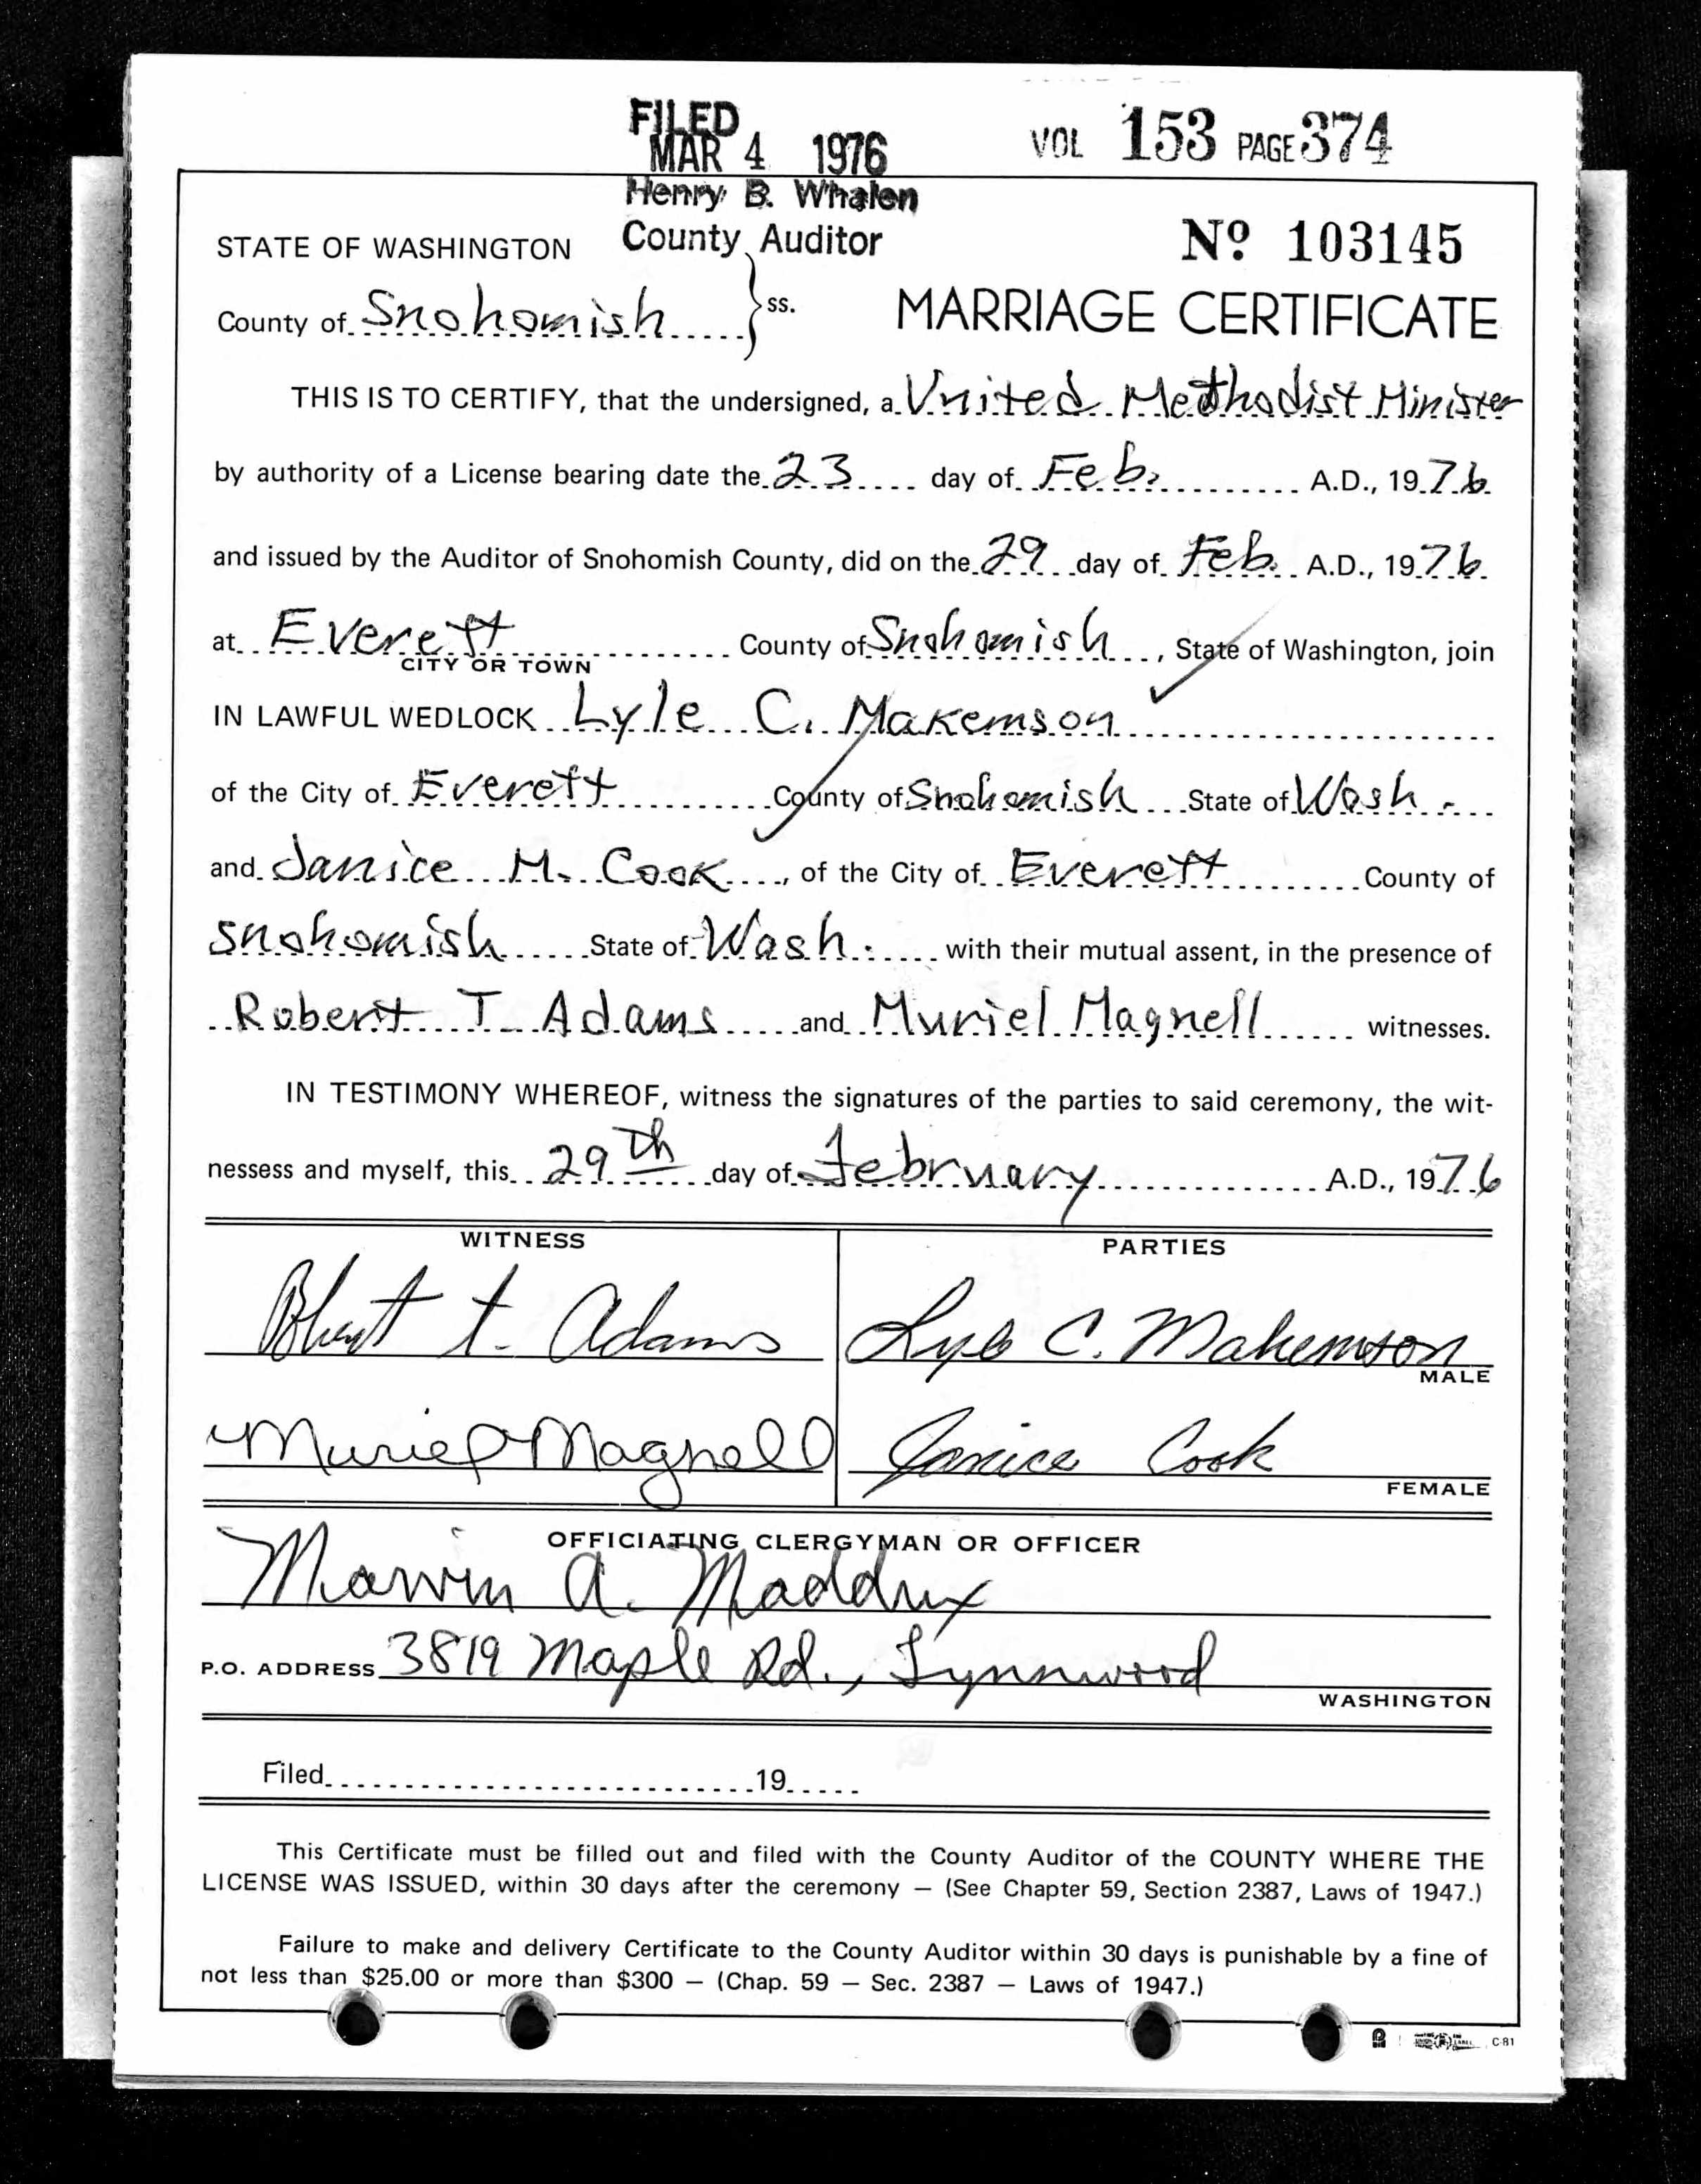 FILED
MAR 4 1976
VOL 153 PAGE 374
Henry B. Whalen
County Auditor
STATE OF WASHINGTON
Nº 103145
County of Snohomish } ss.
MARRIAGE CERTIFICATE
THIS IS TO CERTIFY, that the undersigned, a United Methodist Minister
by authority of a License bearing date the 23 day of Feb. A.D., 1976
and issued by the Auditor of Snohomish County, did on the 29 day of Feb. A.D., 1976
at Everett County of Snohomish, State of Washington, join
CITY OR TOWN
IN LAWFUL WEDLOCK Lyle C. Makemson
of the City of Everett County of Snohomish State of Wash.
and Janice M. Cook, of the City of Everett County of
Snohomish State of Wash. with their mutual assent, in the presence of
Robert T. Adams and Muriel Magnell witnesses.
IN TESTIMONY WHEREOF, witness the signatures of the parties to said ceremony, the wit-
nessess and myself, this 29th day of February A.D., 1976
WITNESS
PARTIES
Robert T. Adams
Lyle C. Makemson
MALE
Muriel Magnell
Janice Cook
FEMALE
OFFICIATING CLERGYMAN OR OFFICER
Marvin A. Maddux
P.O. ADDRESS 3819 Maple Rd., Lynnwood
WASHINGTON
Filed 19
This Certificate must be filled out and filed with the County Auditor of the COUNTY WHERE THE
LICENSE WAS ISSUED, within 30 days after the ceremony — (See Chapter 59, Section 2387, Laws of 1947.)
Failure to make and delivery Certificate to the County Auditor within 30 days is punishable by a fine of
not less than $25.00 or more than $300 — (Chap. 59 — Sec. 2387 — Laws of 1947.)
C-81